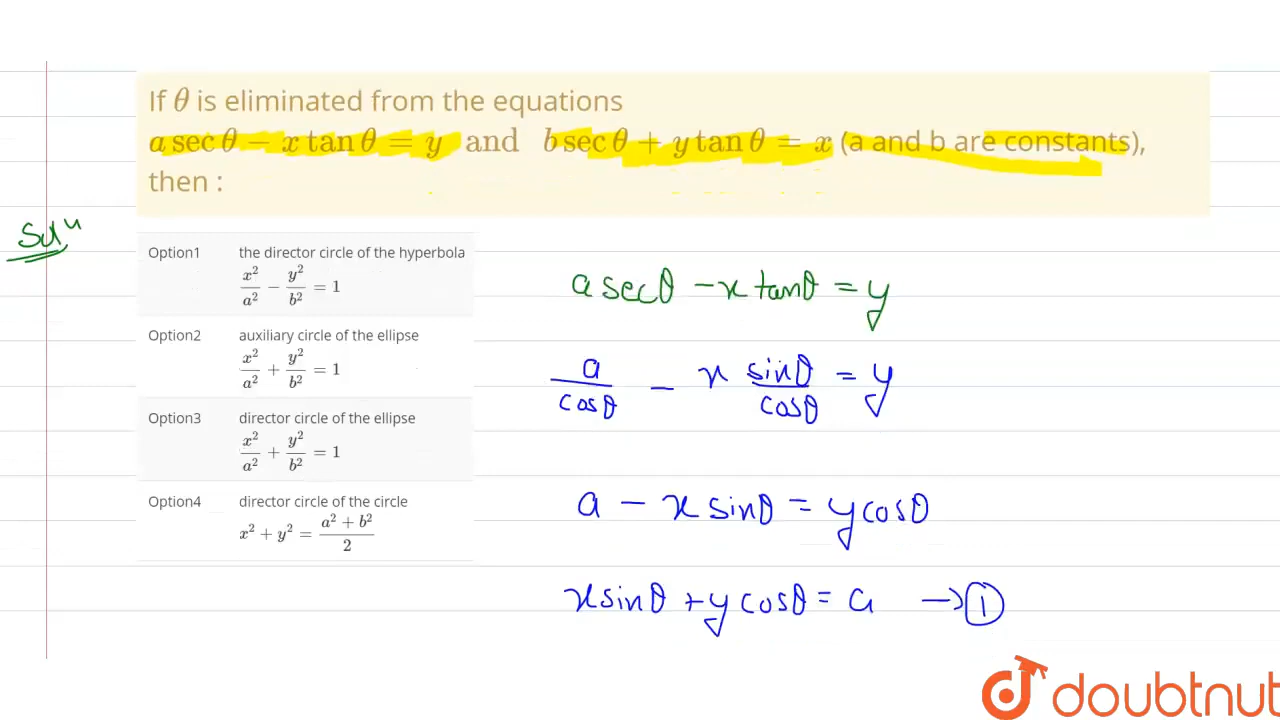 If θ is eliminated from the equations
a sec θ − x tan θ = y and b sec θ + y tan θ = x (a and b are constants),
then :
Solⁿ
Option1 the director circle of the hyperbola
x²/a² − y²/b² = 1
Option2 auxiliary circle of the ellipse
x²/a² + y²/b² = 1
Option3 director circle of the ellipse
x²/a² + y²/b² = 1
Option4 director circle of the circle
x² + y² = (a² + b²)/2
a secθ − x tanθ = y
a/cosθ − x sinθ/cosθ = y
a − x sinθ = y cosθ
x sinθ + y cosθ = a → ①
doubtnut